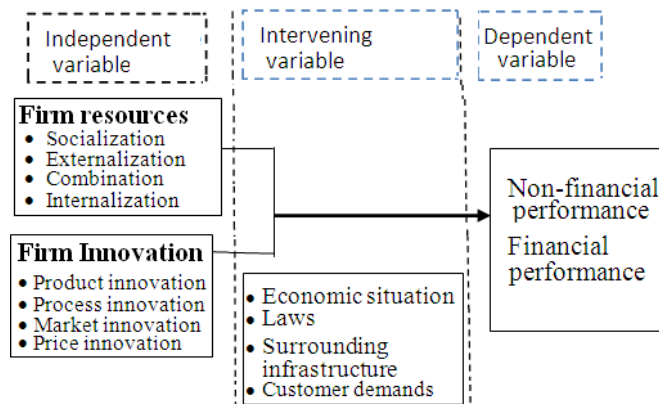 Independent
variable
Intervening
variable
Dependent
variable
Firm resources
• Socialization
• Externalization
• Combination
• Internalization
Firm Innovation
• Product innovation
• Process innovation
• Market innovation
• Price innovation
• Economic situation
• Laws
• Surrounding
infrastructure
• Customer demands
Non-financial
performance
Financial
performance